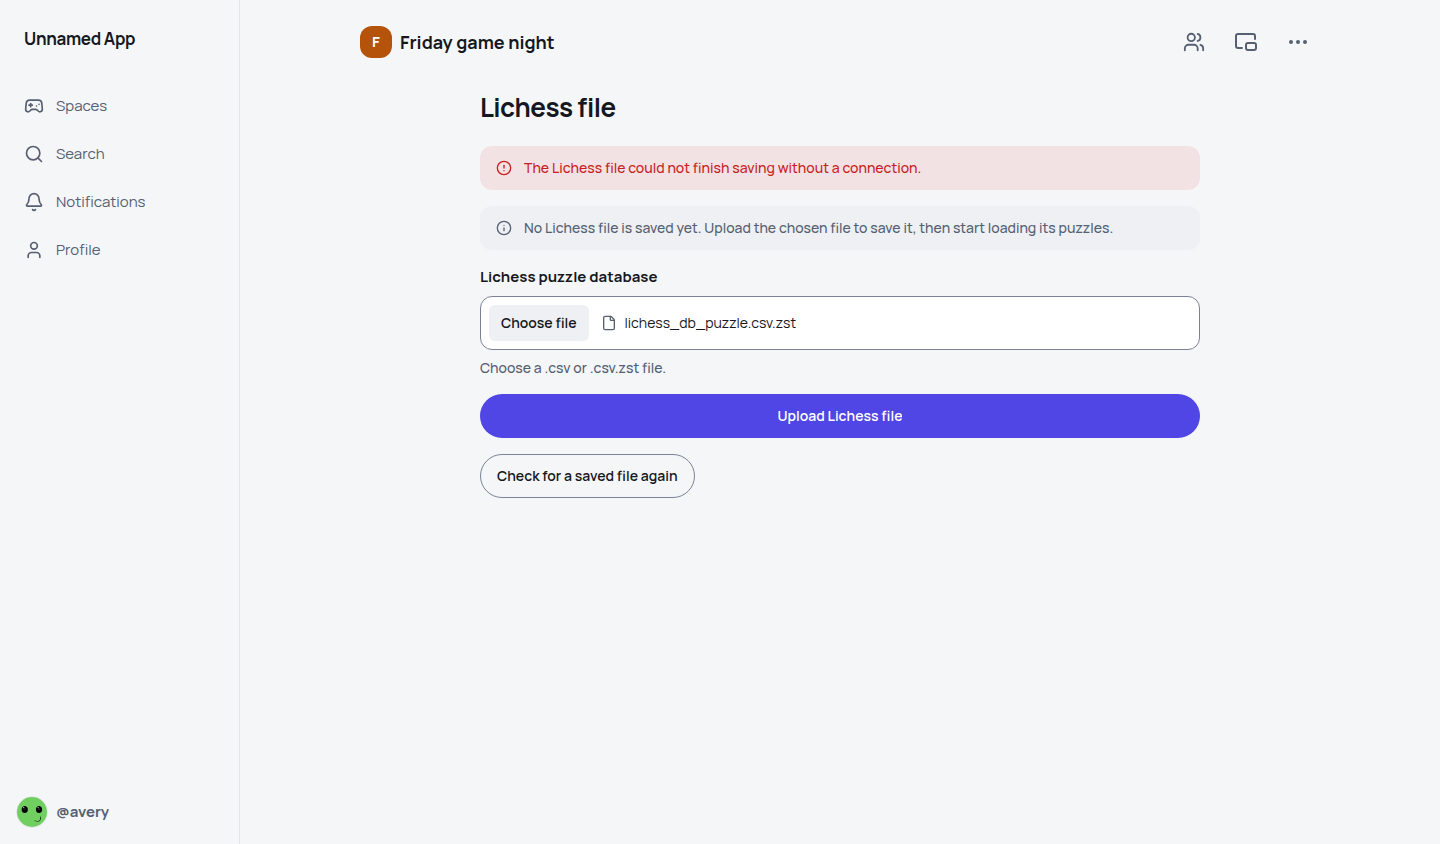 Unnamed App
Spaces
Search
Notifications
Profile
@avery
F Friday game night
Lichess file
The Lichess file could not finish saving without a connection.
No Lichess file is saved yet. Upload the chosen file to save it, then start loading its puzzles.
Lichess puzzle database
Choose file lichess_db_puzzle.csv.zst
Choose a .csv or .csv.zst file.
Upload Lichess file
Check for a saved file again